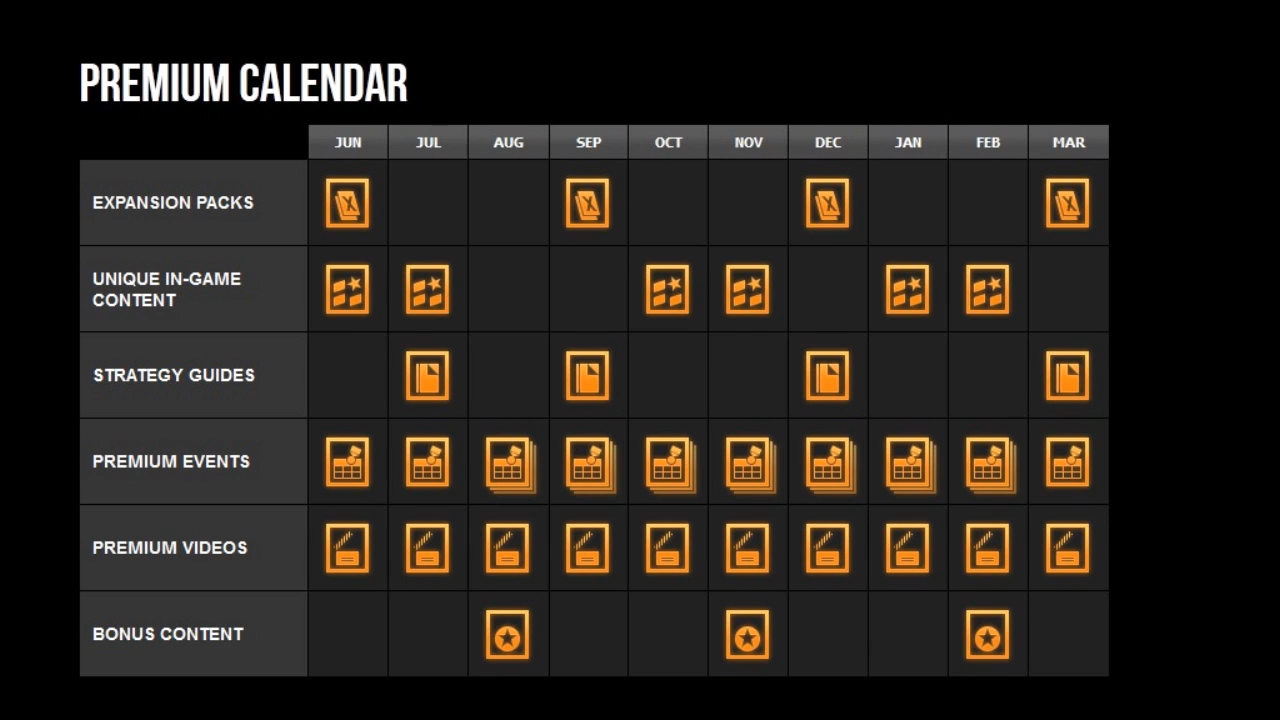 PREMIUM CALENDAR
JUN JUL AUG SEP OCT NOV DEC JAN FEB MAR
EXPANSION PACKS
UNIQUE IN-GAME
CONTENT
STRATEGY GUIDES
PREMIUM EVENTS
PREMIUM VIDEOS
BONUS CONTENT